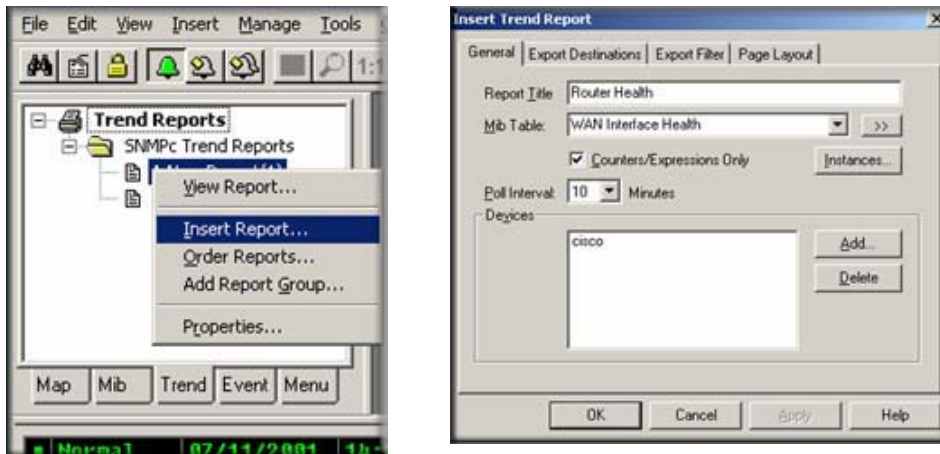 File Edit View Insert Manage Tools
1:1
Trend Reports
SNMPc Trend Reports
View Report...
Insert Report...
Order Reports...
Add Report Group...
Properties...
Map Mib Trend Event Menu
Normal 07/11/2001 14:
Insert Trend Report
General Export Destinations Export Filter Page Layout
Report Title Router Health
Mib Table: WAN Interface Health >>
Counters/Expressions Only Instances...
Poll Interval: 10 Minutes
Devices
cisco
Add...
Delete
OK Cancel Apply Help